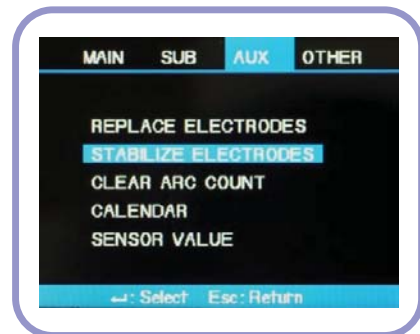 MAIN SUB AUX OTHER
REPLACE ELECTRODES
STABILIZE ELECTRODES
CLEAR ARC COUNT
CALENDAR
SENSOR VALUE
↵: Select Esc: Return